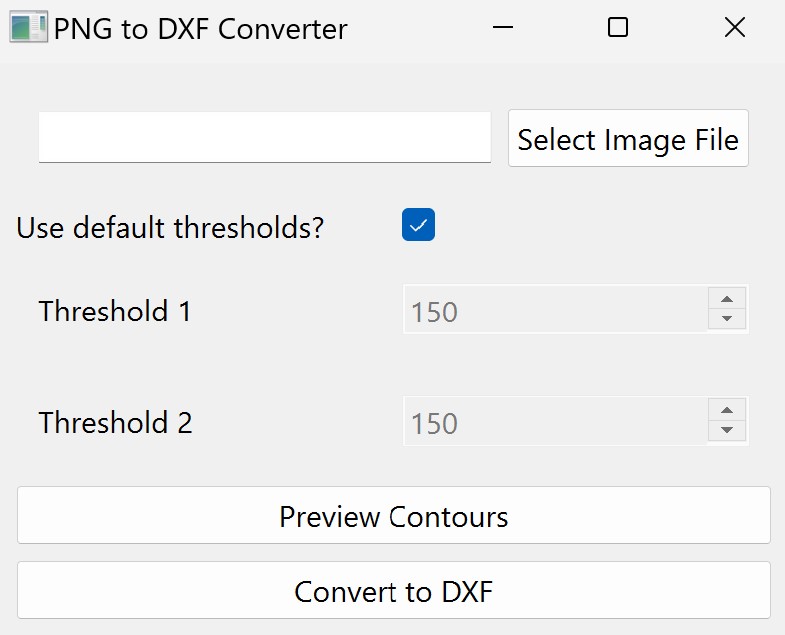 PNG to DXF Converter
Select Image File
Use default thresholds?
Threshold 1
150
Threshold 2
150
Preview Contours
Convert to DXF